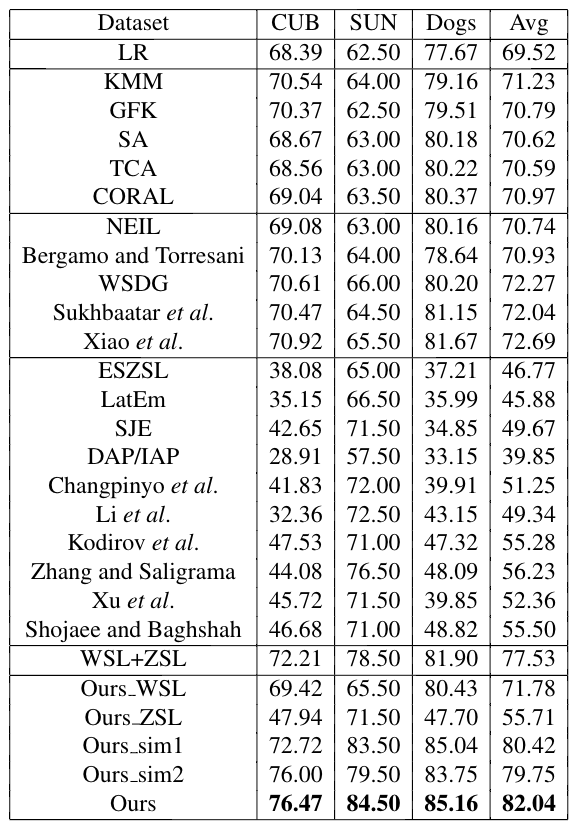 Dataset CUB SUN Dogs Avg
LR 68.39 62.50 77.67 69.52
KMM 70.54 64.00 79.16 71.23
GFK 70.37 62.50 79.51 70.79
SA 68.67 63.00 80.18 70.62
TCA 68.56 63.00 80.22 70.59
CORAL 69.04 63.50 80.37 70.97
NEIL 69.08 63.00 80.16 70.74
Bergamo and Torresani 70.13 64.00 78.64 70.93
WSDG 70.61 66.00 80.20 72.27
Sukhbaatar et al. 70.47 64.50 81.15 72.04
Xiao et al. 70.92 65.50 81.67 72.69
ESZSL 38.08 65.00 37.21 46.77
LatEm 35.15 66.50 35.99 45.88
SJE 42.65 71.50 34.85 49.67
DAP/IAP 28.91 57.50 33.15 39.85
Changpinyo et al. 41.83 72.00 39.91 51.25
Li et al. 32.36 72.50 43.15 49.34
Kodirov et al. 47.53 71.00 47.32 55.28
Zhang and Saligrama 44.08 76.50 48.09 56.23
Xu et al. 45.72 71.50 39.85 52.36
Shojaee and Baghshah 46.68 71.00 48.82 55.50
WSL+ZSL 72.21 78.50 81.90 77.53
Ours_WSL 69.42 65.50 80.43 71.78
Ours_ZSL 47.94 71.50 47.70 55.71
Ours_sim1 72.72 83.50 85.04 80.42
Ours_sim2 76.00 79.50 83.75 79.75
Ours 76.47 84.50 85.16 82.04